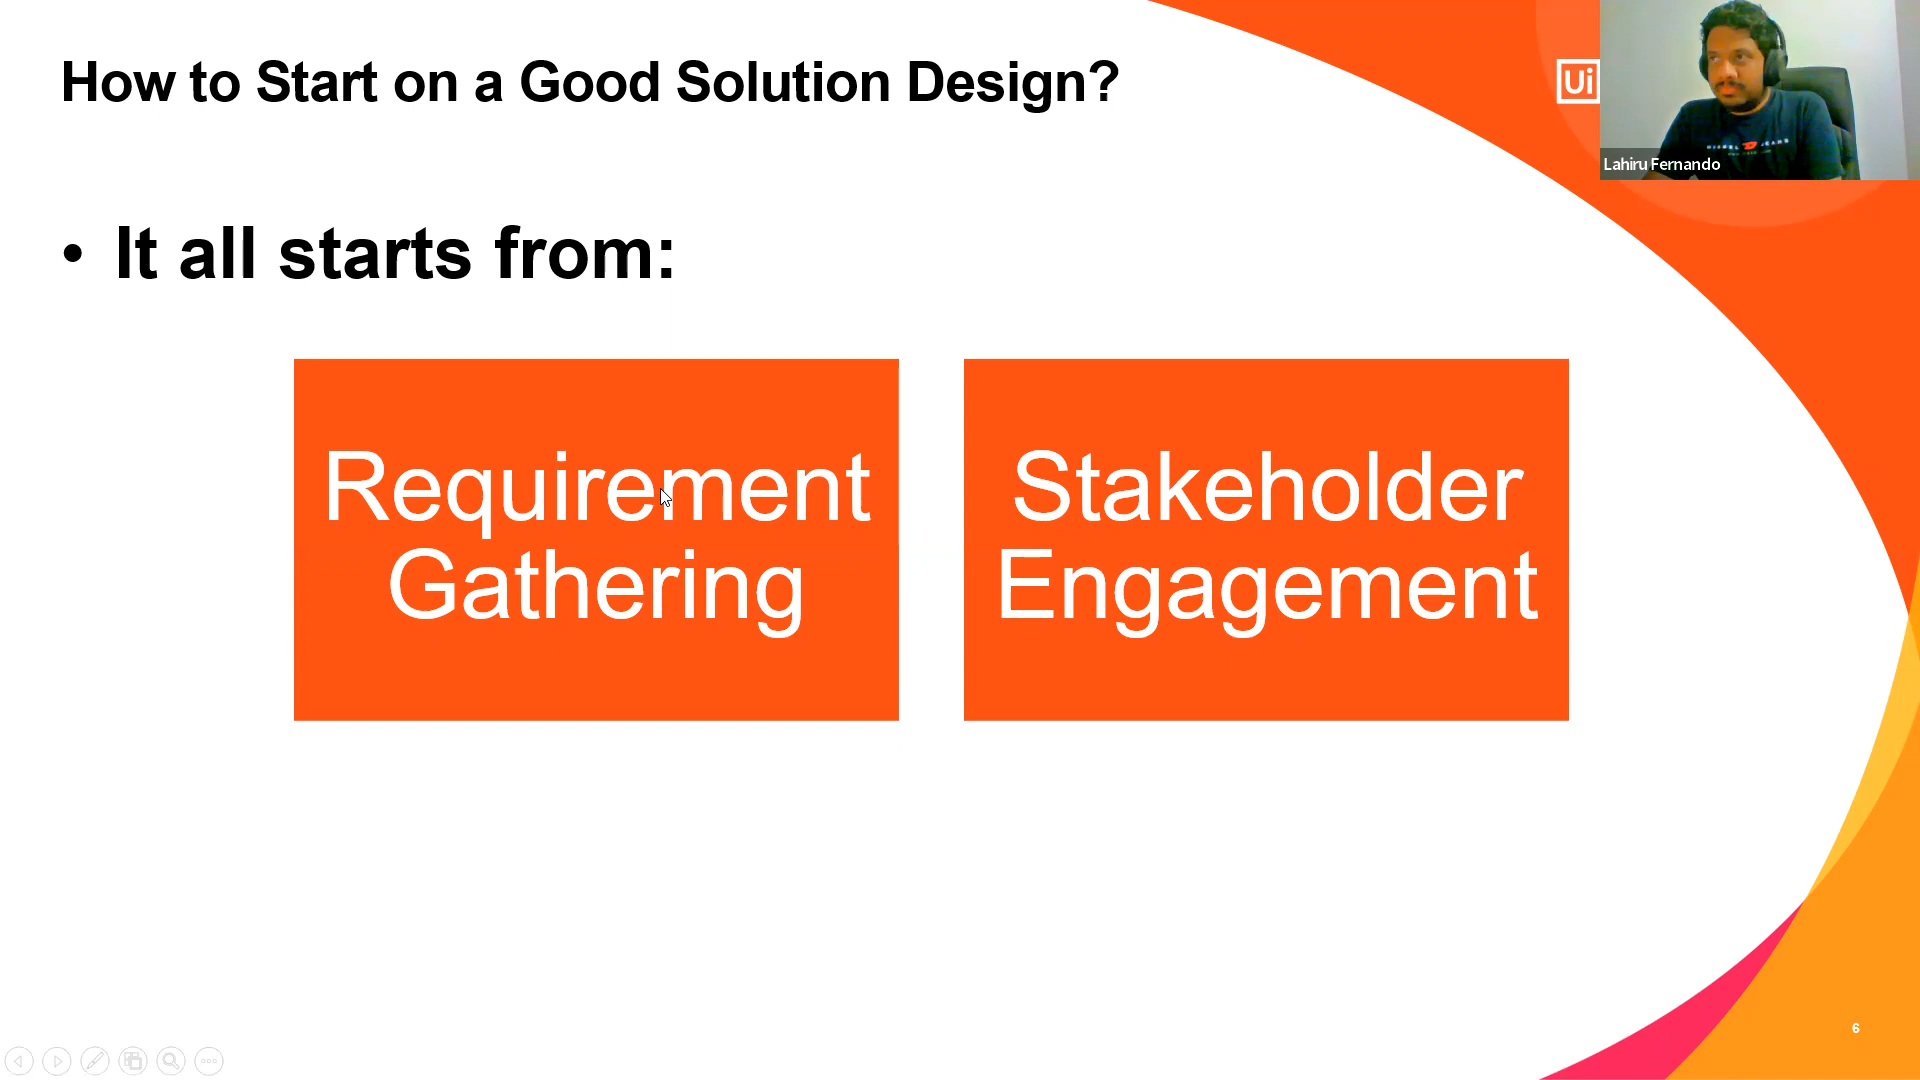 How to Start on a Good Solution Design?
Ui
Lahiru Fernando
• It all starts from:
Requirement
Gathering
Stakeholder
Engagement
6